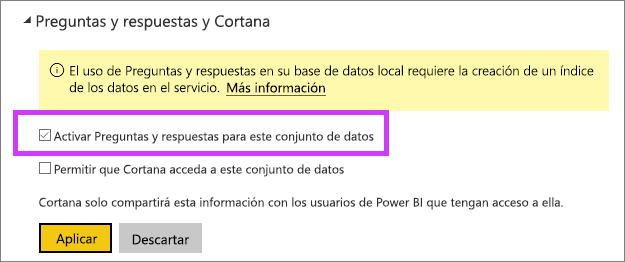 Preguntas y respuestas y Cortana
El uso de Preguntas y respuestas en su base de datos local requiere la creación de un índice
de los datos en el servicio. Más información
Activar Preguntas y respuestas para este conjunto de datos
Permitir que Cortana acceda a este conjunto de datos
Cortana solo compartirá esta información con los usuarios de Power BI que tengan acceso a ella.
Aplicar Descartar